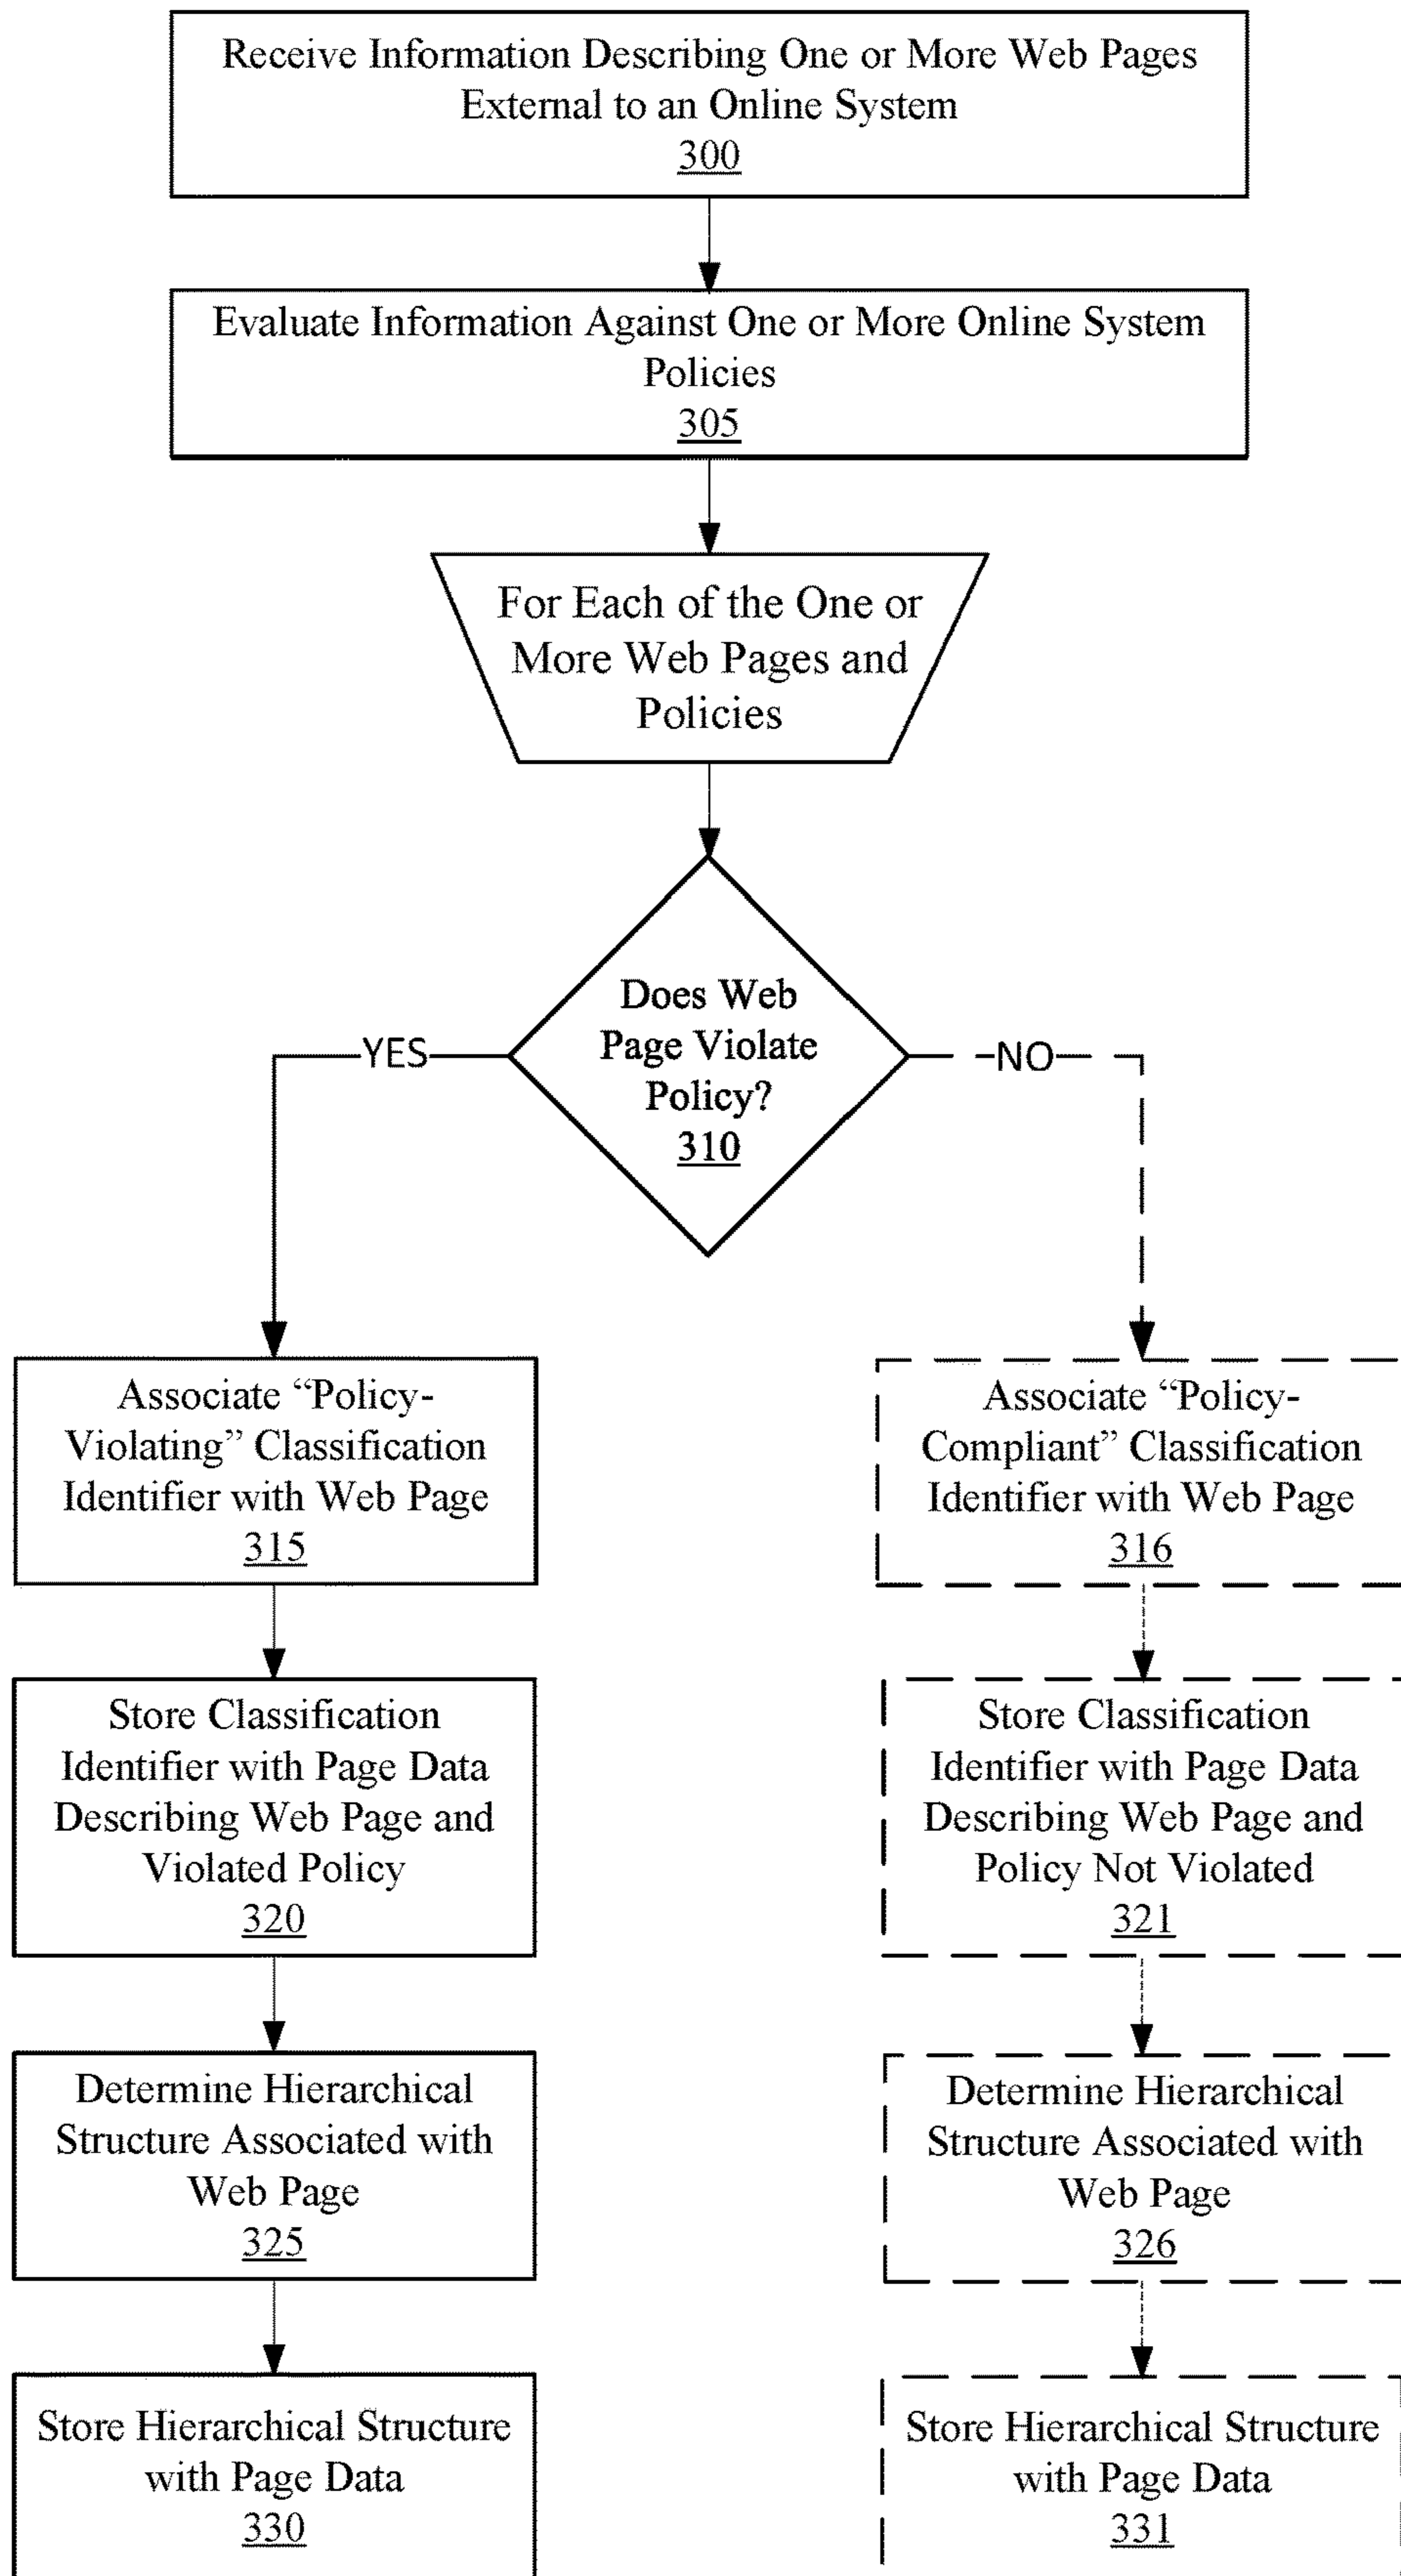 Receive Information Describing One or More Web Pages
External to an Online System
300
Evaluate Information Against One or More Online System
Policies
305
For Each of the One or
More Web Pages and
Policies
Does Web
Page Violate
Policy?
310
YES
NO
Associate “Policy-
Violating” Classification
Identifier with Web Page
315
Store Classification
Identifier with Page Data
Describing Web Page and
Violated Policy
320
Determine Hierarchical
Structure Associated with
Web Page
325
Store Hierarchical Structure
with Page Data
330
Associate “Policy-
Compliant” Classification
Identifier with Web Page
316
Store Classification
Identifier with Page Data
Describing Web Page and
Policy Not Violated
321
Determine Hierarchical
Structure Associated with
Web Page
326
Store Hierarchical Structure
with Page Data
331